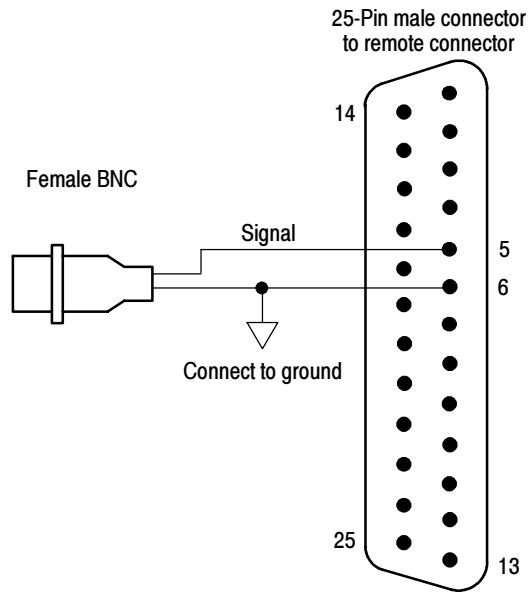 25-Pin male connector
to remote connector
14
Female BNC
Signal
5
6
Connect to ground
25
13